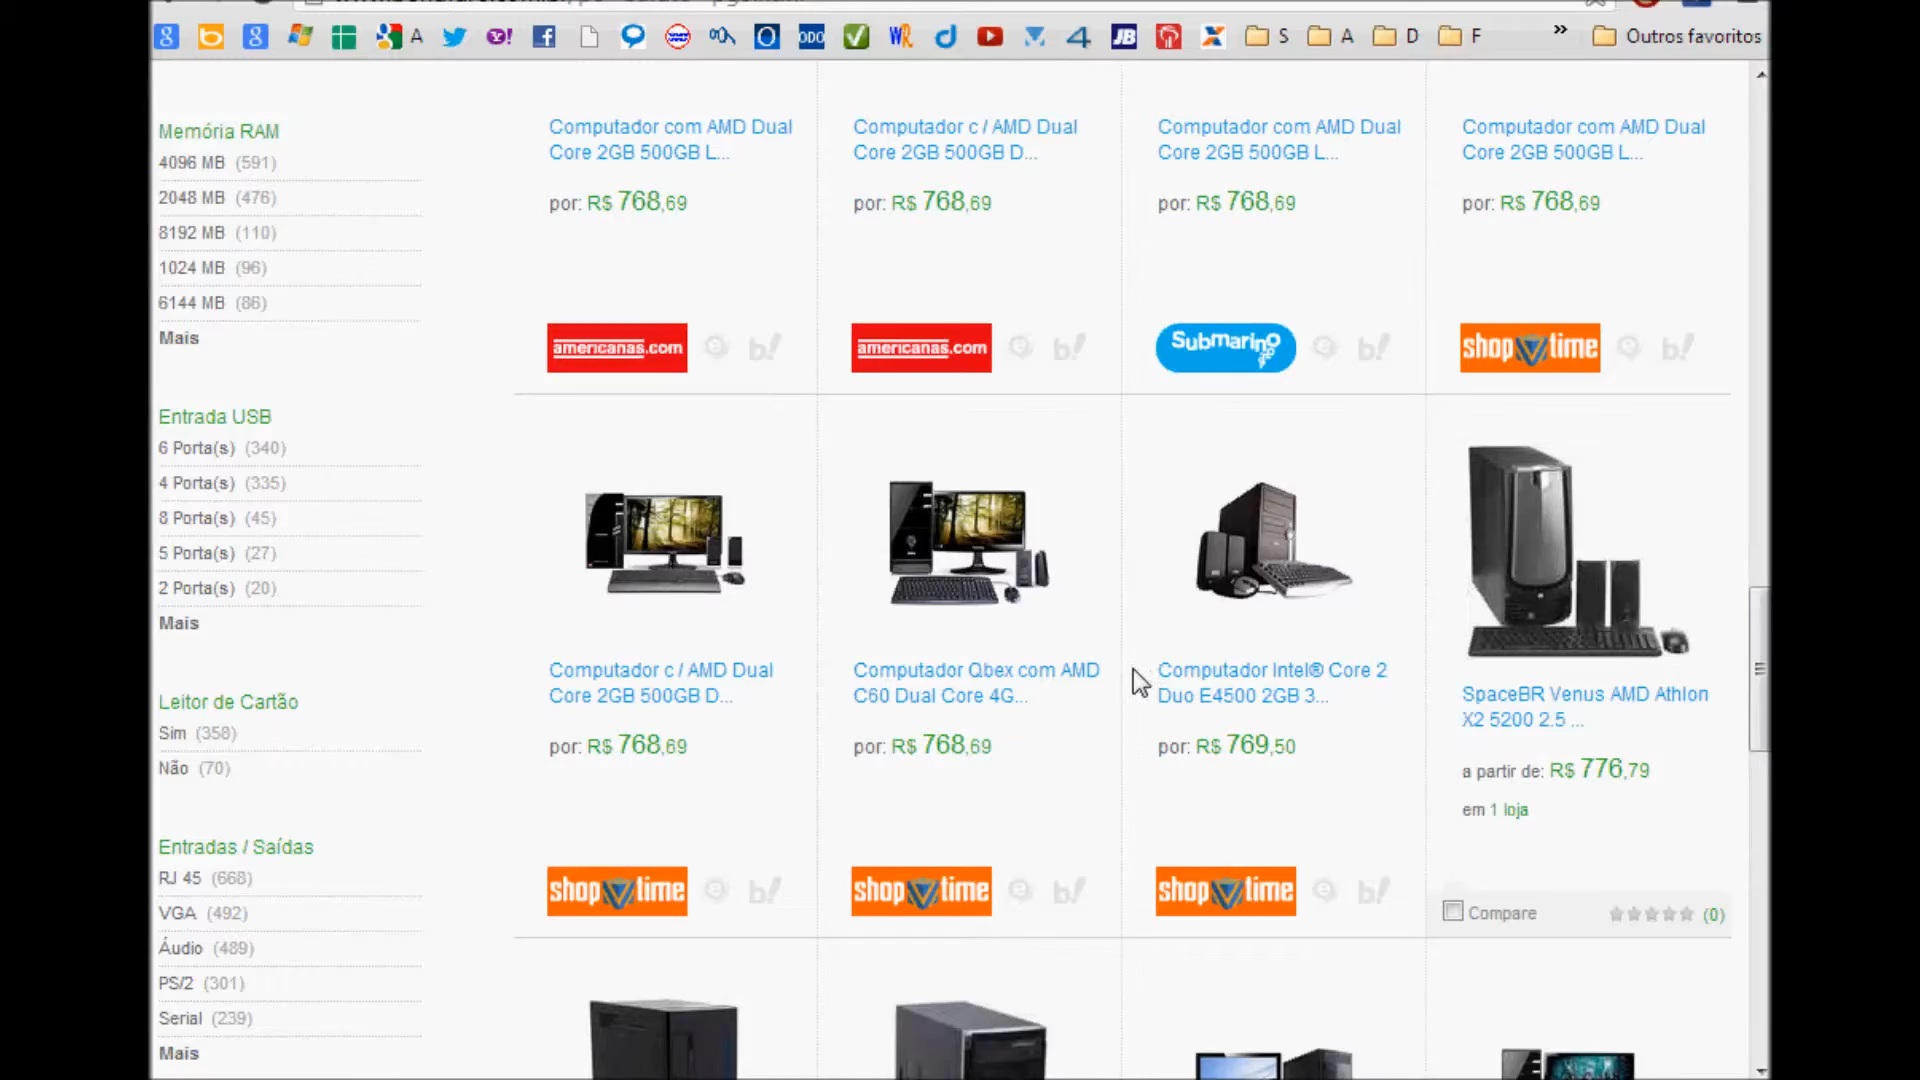 S A D F » Outros favoritos
Memória RAM
4096 MB (591)
2048 MB (476)
8192 MB (110)
1024 MB (96)
6144 MB (86)
Mais
Entrada USB
6 Porta(s) (340)
4 Porta(s) (335)
8 Porta(s) (45)
5 Porta(s) (27)
2 Porta(s) (20)
Mais
Leitor de Cartão
Sim (358)
Não (70)
Entradas / Saídas
RJ 45 (668)
VGA (492)
Áudio (489)
PS/2 (301)
Serial (239)
Mais
Computador com AMD Dual
Core 2GB 500GB L...
por: R$ 768,69
americanas.com
Computador c / AMD Dual
Core 2GB 500GB D...
por: R$ 768,69
americanas.com
Computador com AMD Dual
Core 2GB 500GB L...
por: R$ 768,69
Submarino
Computador com AMD Dual
Core 2GB 500GB L...
por: R$ 768,69
shoptime
Computador c / AMD Dual
Core 2GB 500GB D...
por: R$ 768,69
shoptime
Computador Qbex com AMD
C60 Dual Core 4G...
por: R$ 768,69
shoptime
Computador Intel® Core 2
Duo E4500 2GB 3...
por: R$ 769,50
shoptime
SpaceBR Venus AMD Athlon
X2 5200 2.5 ...
a partir de: R$ 776,79
em 1 loja
Compare (0)